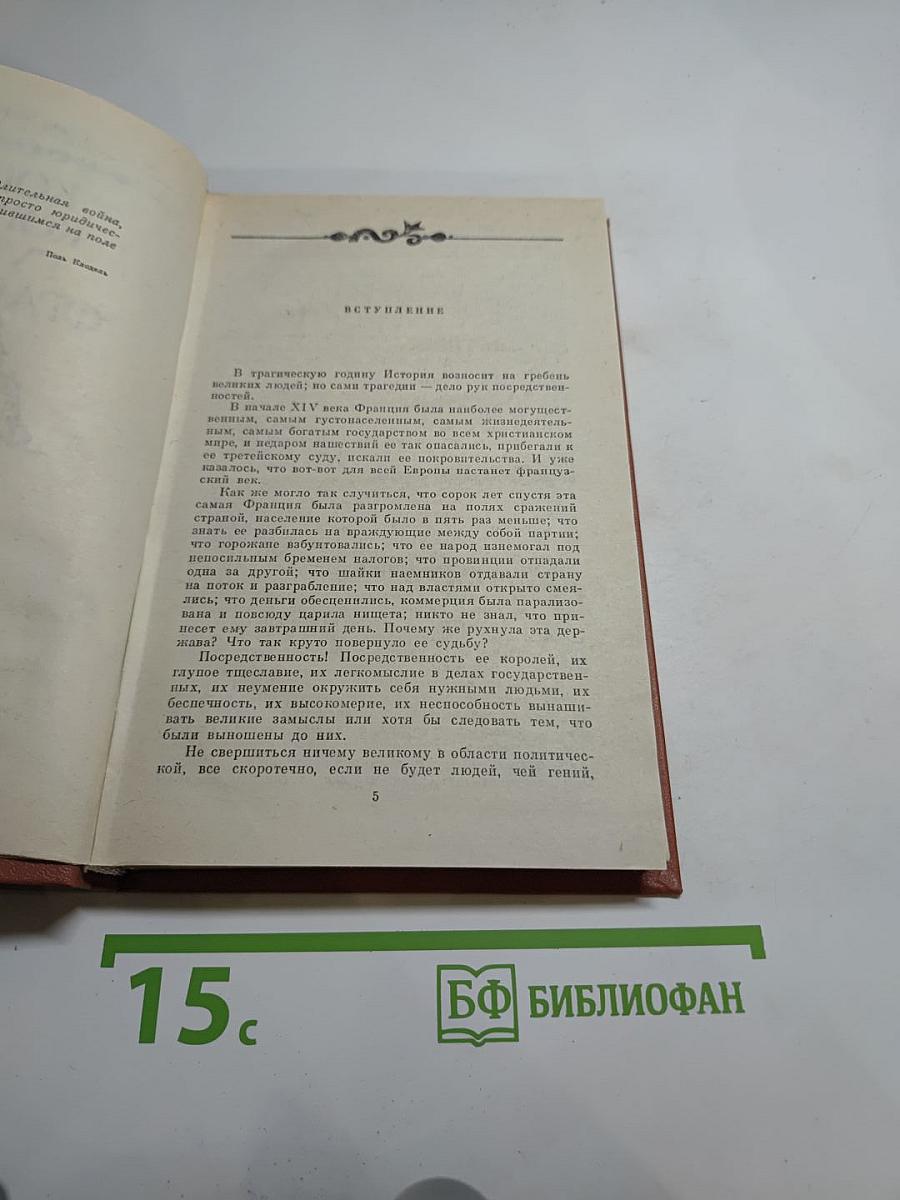 длительная война,
просто юридичес-
ившимся на поле
Поль Клодель
ВСТУПЛЕНИЕ
В трагическую годину История возносит на гребень
великих людей; но сами трагедии — дело рук посредствен-
ностей.
В начале XIV века Франция была наиболее могущест-
венным, самым густонаселенным, самым жизнедеятель-
ным, самым богатым государством во всем христианском
мире, и недаром нашествий ее так опасались, прибегали к
ее третейскому суду, искали ее покровительства. И уже
казалось, что вот-вот для всей Европы настанет француз-
ский век.
Как же могло так случиться, что сорок лет спустя эта
самая Франция была разгромлена на полях сражений
страной, население которой было в пять раз меньше; что
знать ее разбилась на враждующие между собой партии;
что горожане взбунтовались; что ее народ изнемогал под
непосильным бременем налогов; что провинции отпадали
одна за другой; что шайки наемников отдавали страну
на поток и разграбление; что над властями открыто смея-
лись; что деньги обесценились, коммерция была парализо-
вана и повсюду царила нищета; никто не знал, что при-
несет ему завтрашний день. Почему же рухнула эта дер-
жава? Что так круто повернуло ее судьбу?
Посредственность! Посредственность ее королей, их
глупое тщеславие, их легкомыслие в делах государствен-
ных, их неумение окружить себя нужными людьми, их
беспечность, их высокомерие, их неспособность вынаши-
вать великие замыслы или хотя бы следовать тем, что
были выношены до них.
Не свершиться ничему великому в области политичес-
кой, все скоротечно, если не будет людей, чей гений,
5
15 с
БФ БИБЛИОФАН